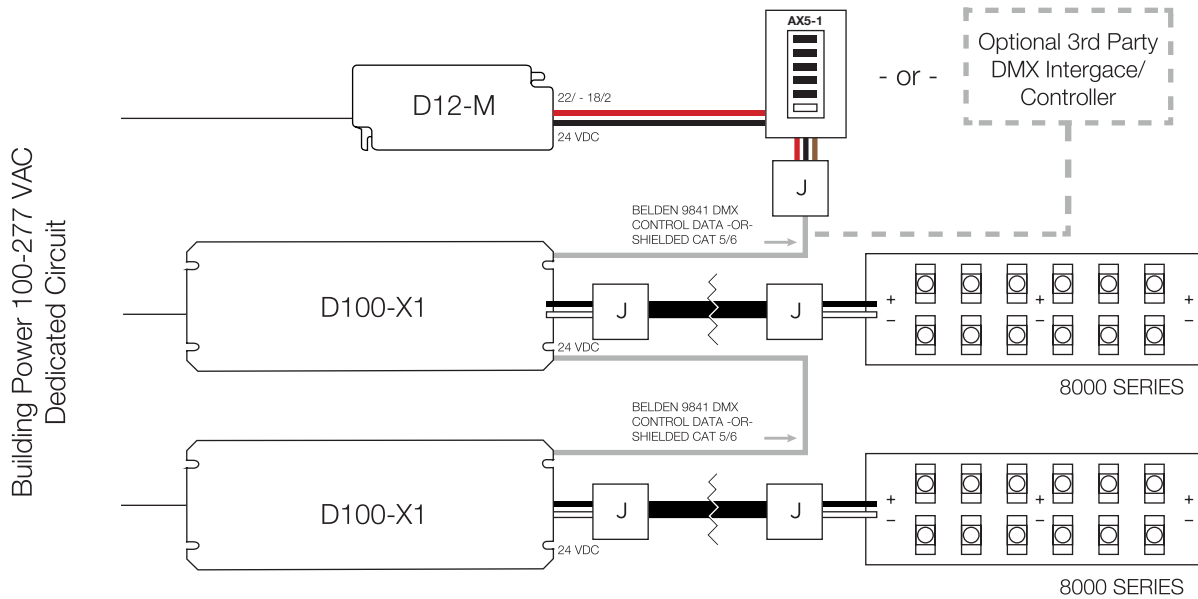 Building Power 100-277 VAC
Dedicated Circuit
D12-M
22/ - 18/2
24 VDC
AX5-1
- or -
Optional 3rd Party
DMX Intergace/
Controller
J
BELDEN 9841 DMX
CONTROL DATA -OR-
SHIELDED CAT 5/6
D100-X1
24 VDC
J
J
+
–
+
–
+
–
8000 SERIES
BELDEN 9841 DMX
CONTROL DATA -OR-
SHIELDED CAT 5/6
D100-X1
24 VDC
J
J
+
–
+
–
+
–
8000 SERIES